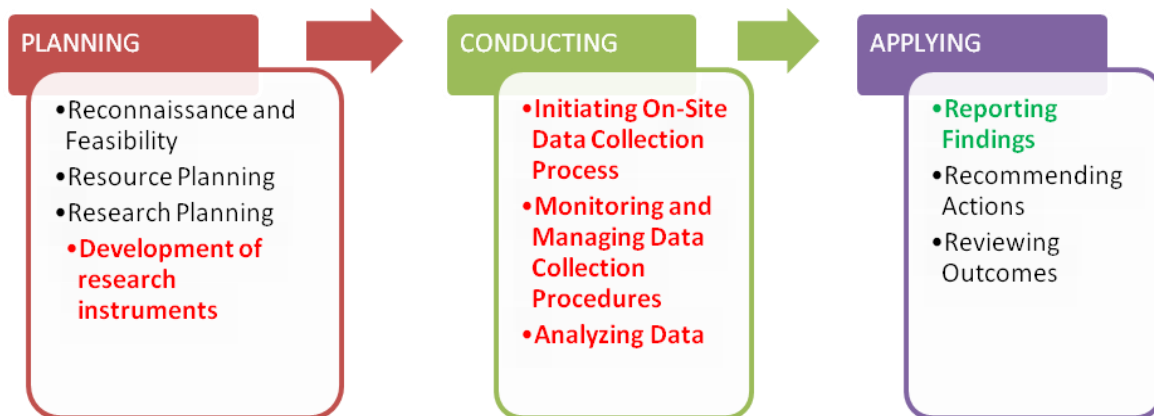 PLANNING
•Reconnaissance and
Feasibility
•Resource Planning
•Research Planning
•Development of
research
instruments
CONDUCTING
•Initiating On-Site
Data Collection
Process
•Monitoring and
Managing Data
Collection
Procedures
•Analyzing Data
APPLYING
•Reporting
Findings
•Recommending
Actions
•Reviewing
Outcomes